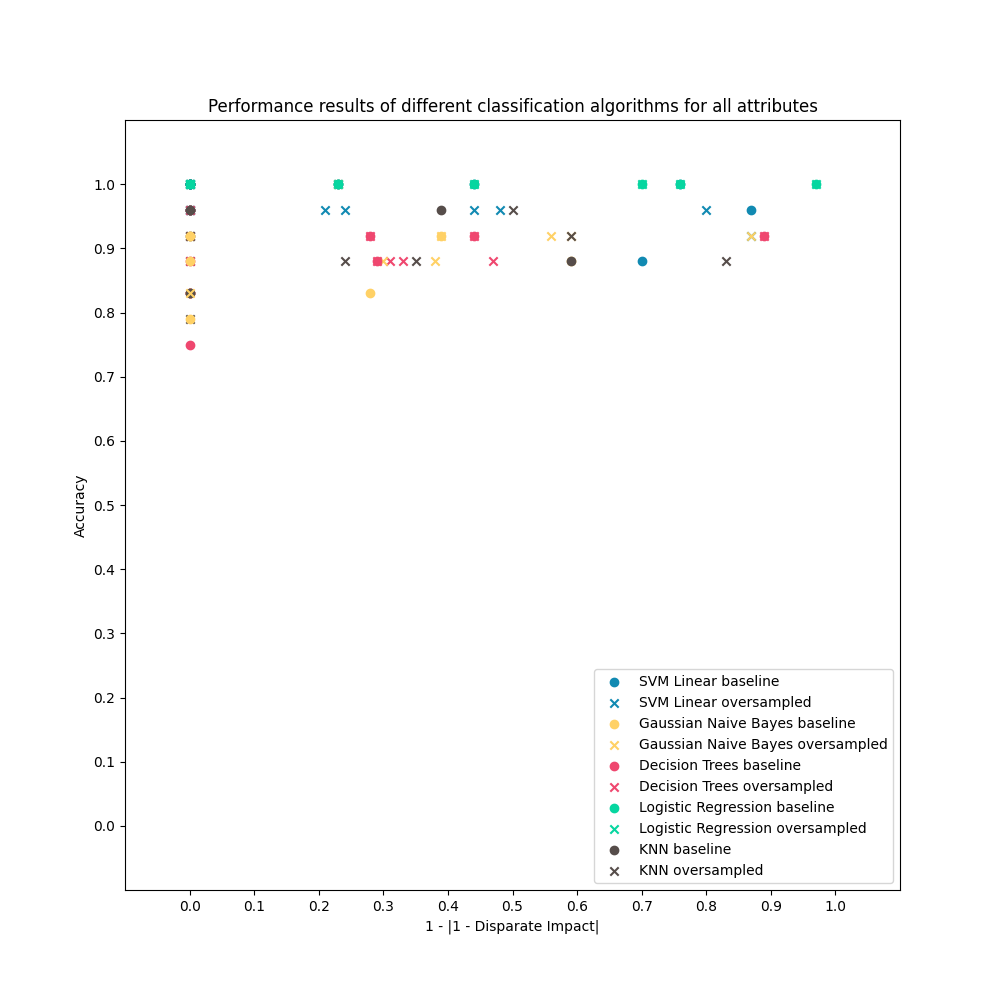 Performance results of different classification algorithms for all attributes
1.0
0.9
0.8
0.7
0.6
0.5
0.4
0.3
0.2
0.1
0.0
Accuracy
SVM Linear baseline
SVM Linear oversampled
Gaussian Naive Bayes baseline
Gaussian Naive Bayes oversampled
Decision Trees baseline
Decision Trees oversampled
Logistic Regression baseline
Logistic Regression oversampled
KNN baseline
KNN oversampled
0.0 0.1 0.2 0.3 0.4 0.5 0.6 0.7 0.8 0.9 1.0
1 - |1 - Disparate Impact|